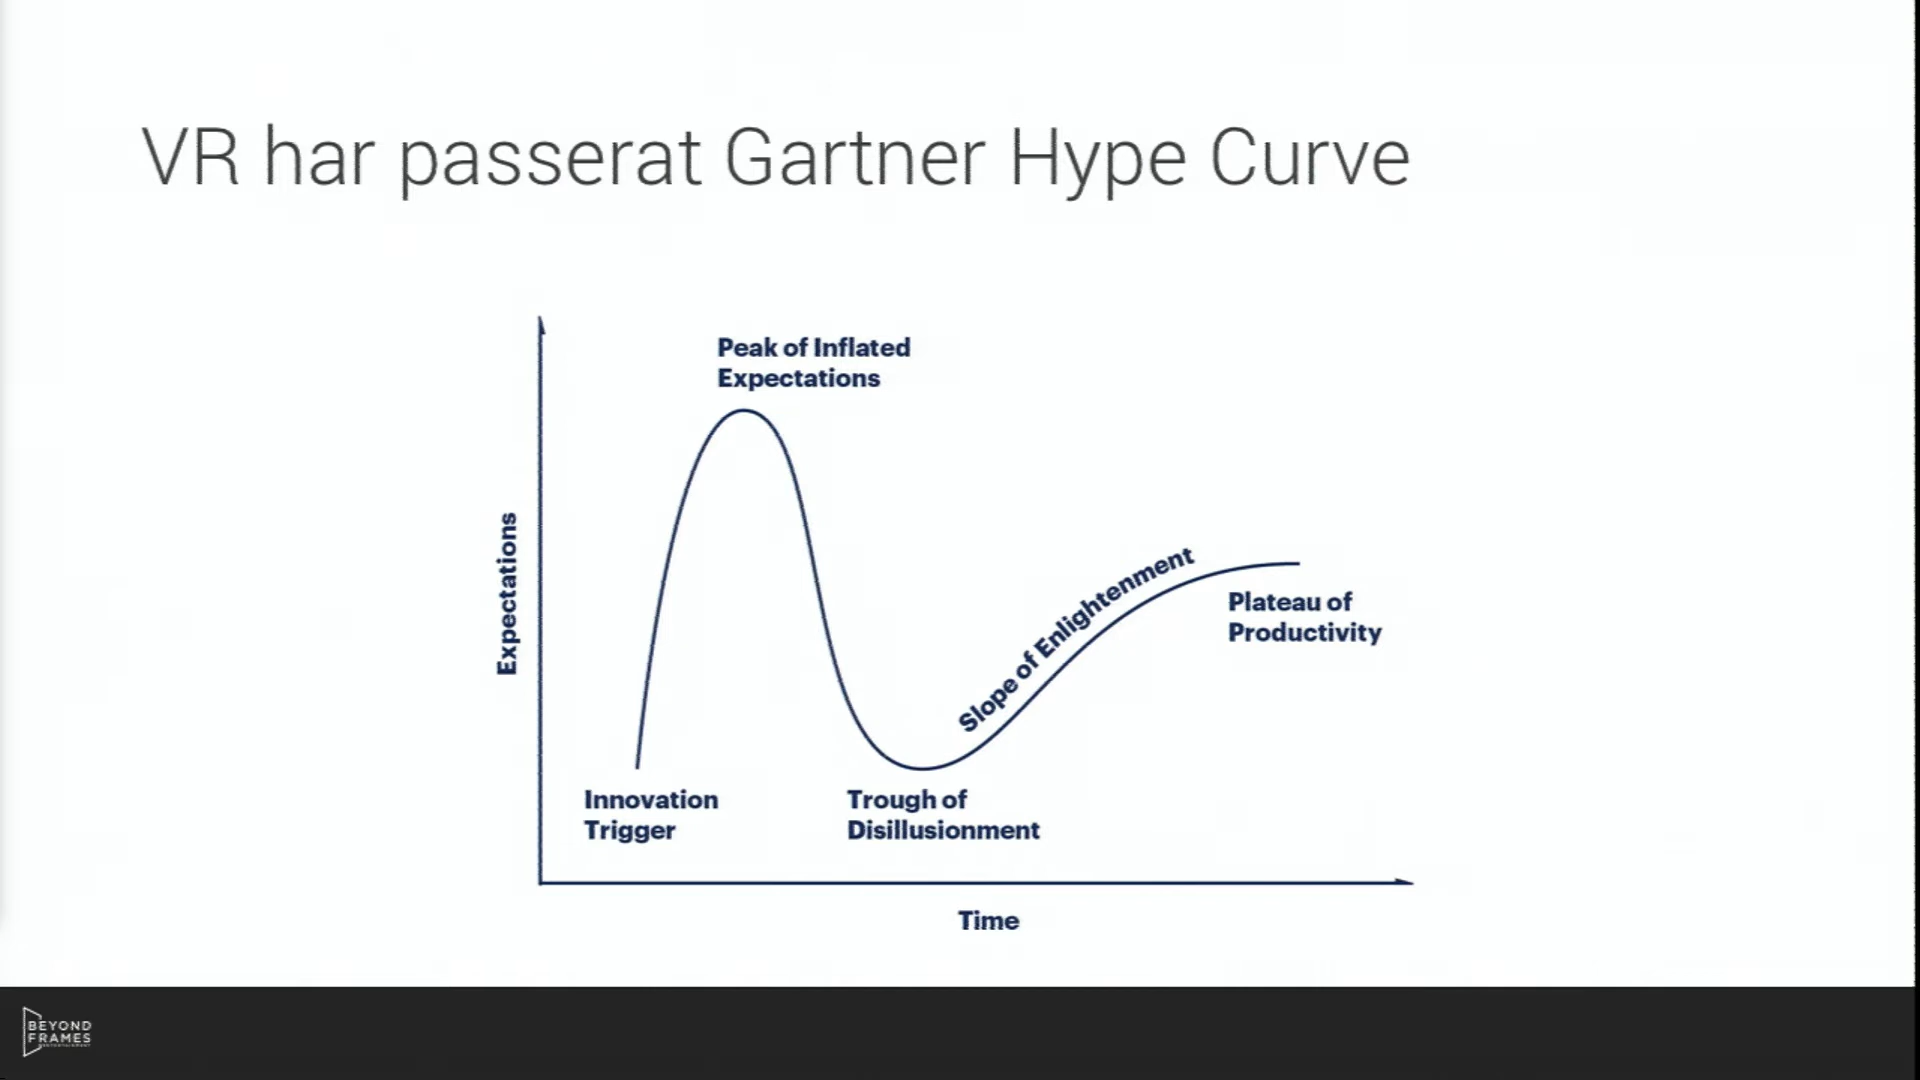 VR har passerat Gartner Hype Curve
Peak of Inflated
Expectations
Expectations
Slope of Enlightenment
Plateau of
Productivity
Innovation
Trigger
Trough of
Disillusionment
Time
BEYOND
FRAMES
ENTERTAINMENT